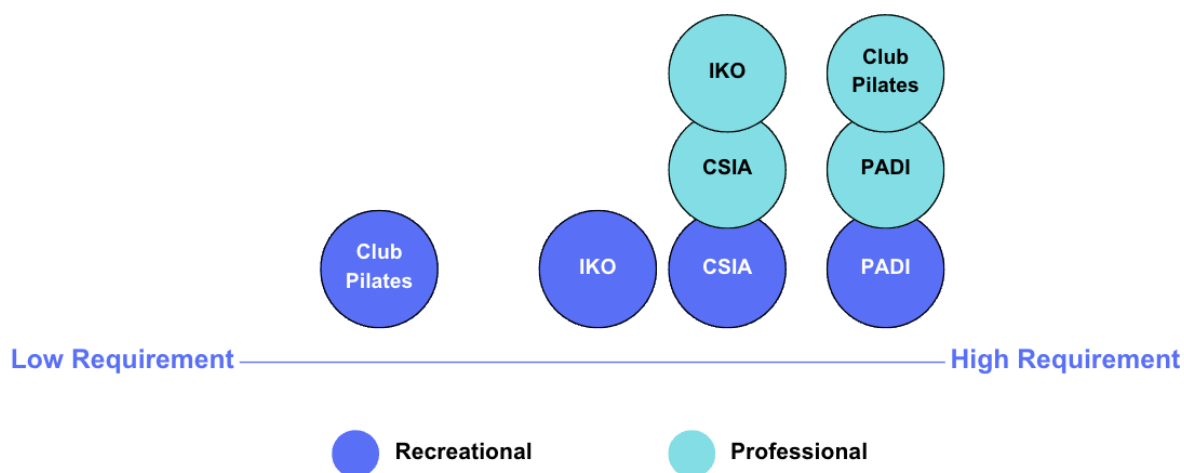 IKO
Club
Pilates
CSIA
PADI
Club
Pilates
IKO
CSIA
PADI
Low Requirement
High Requirement
Recreational
Professional